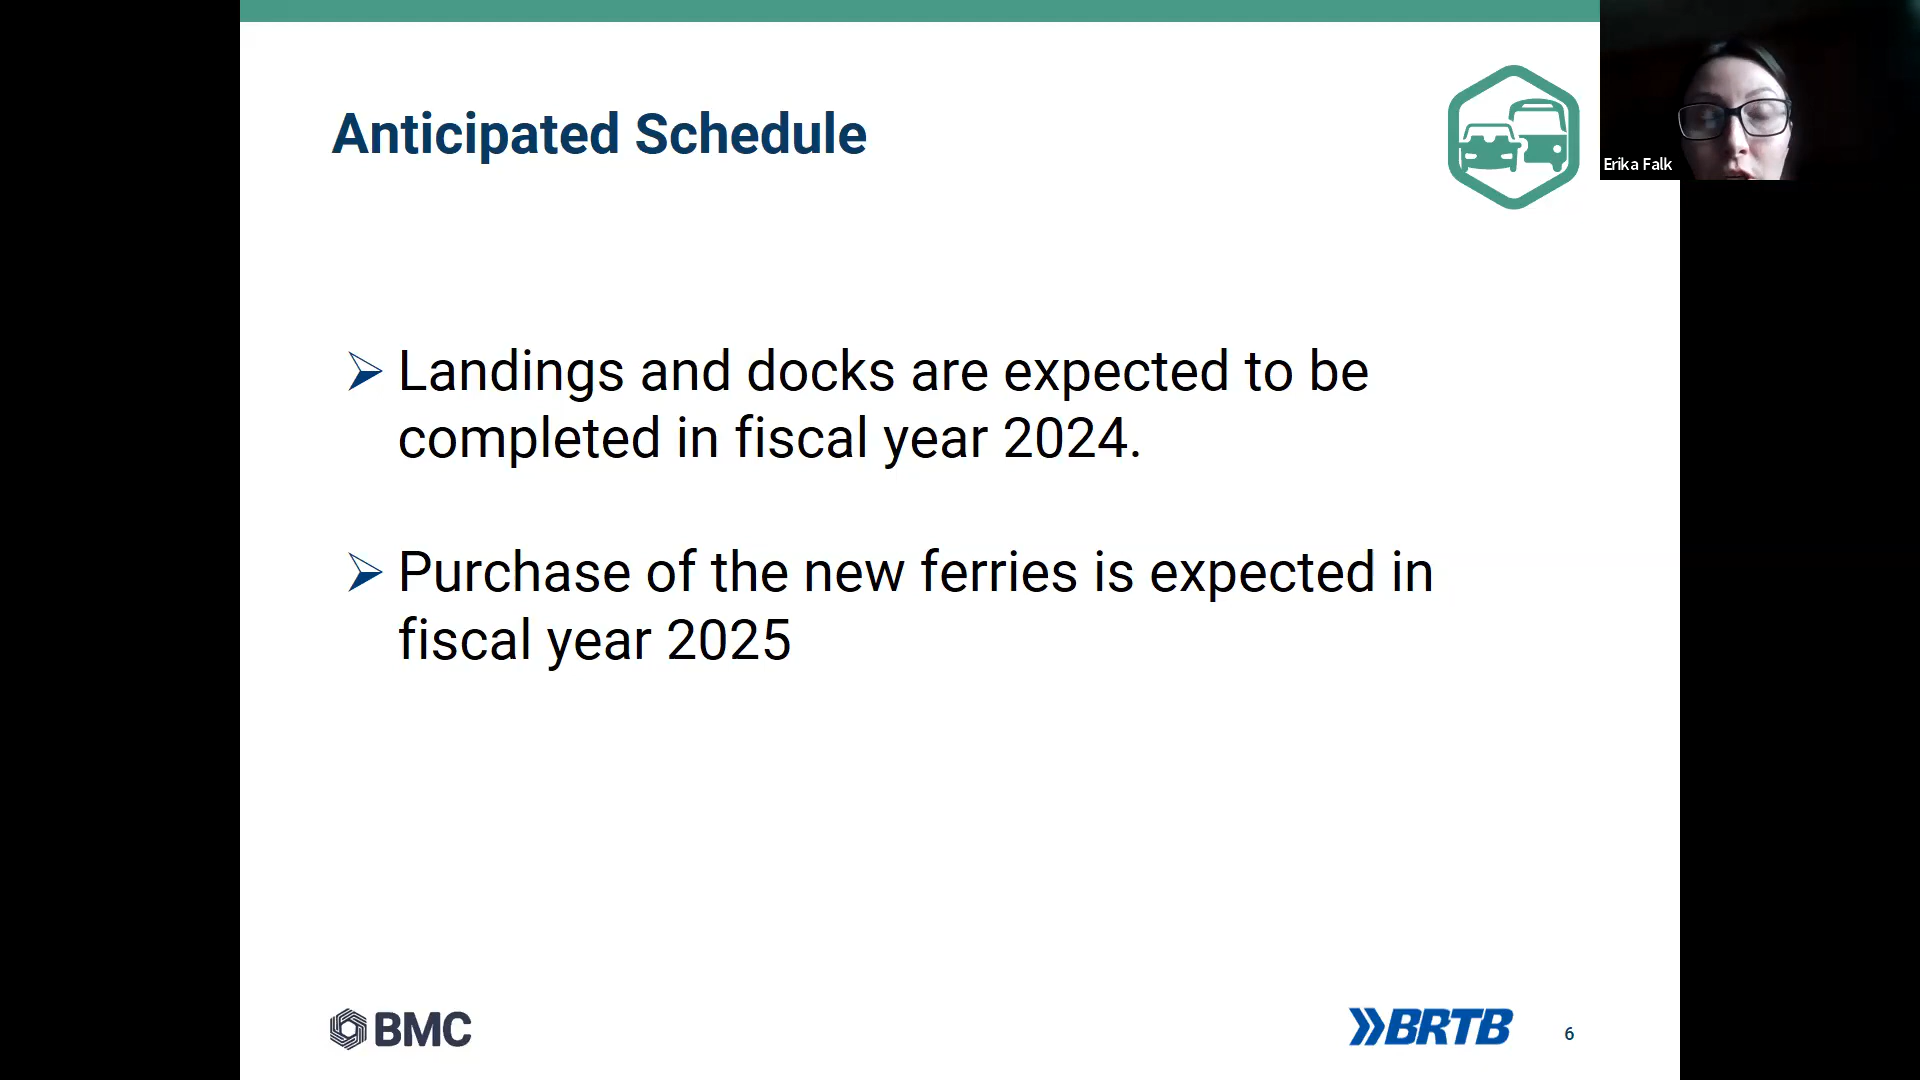 Anticipated Schedule
Erika Falk
Landings and docks are expected to be
completed in fiscal year 2024.
Purchase of the new ferries is expected in
fiscal year 2025
BMC
BRTB
6